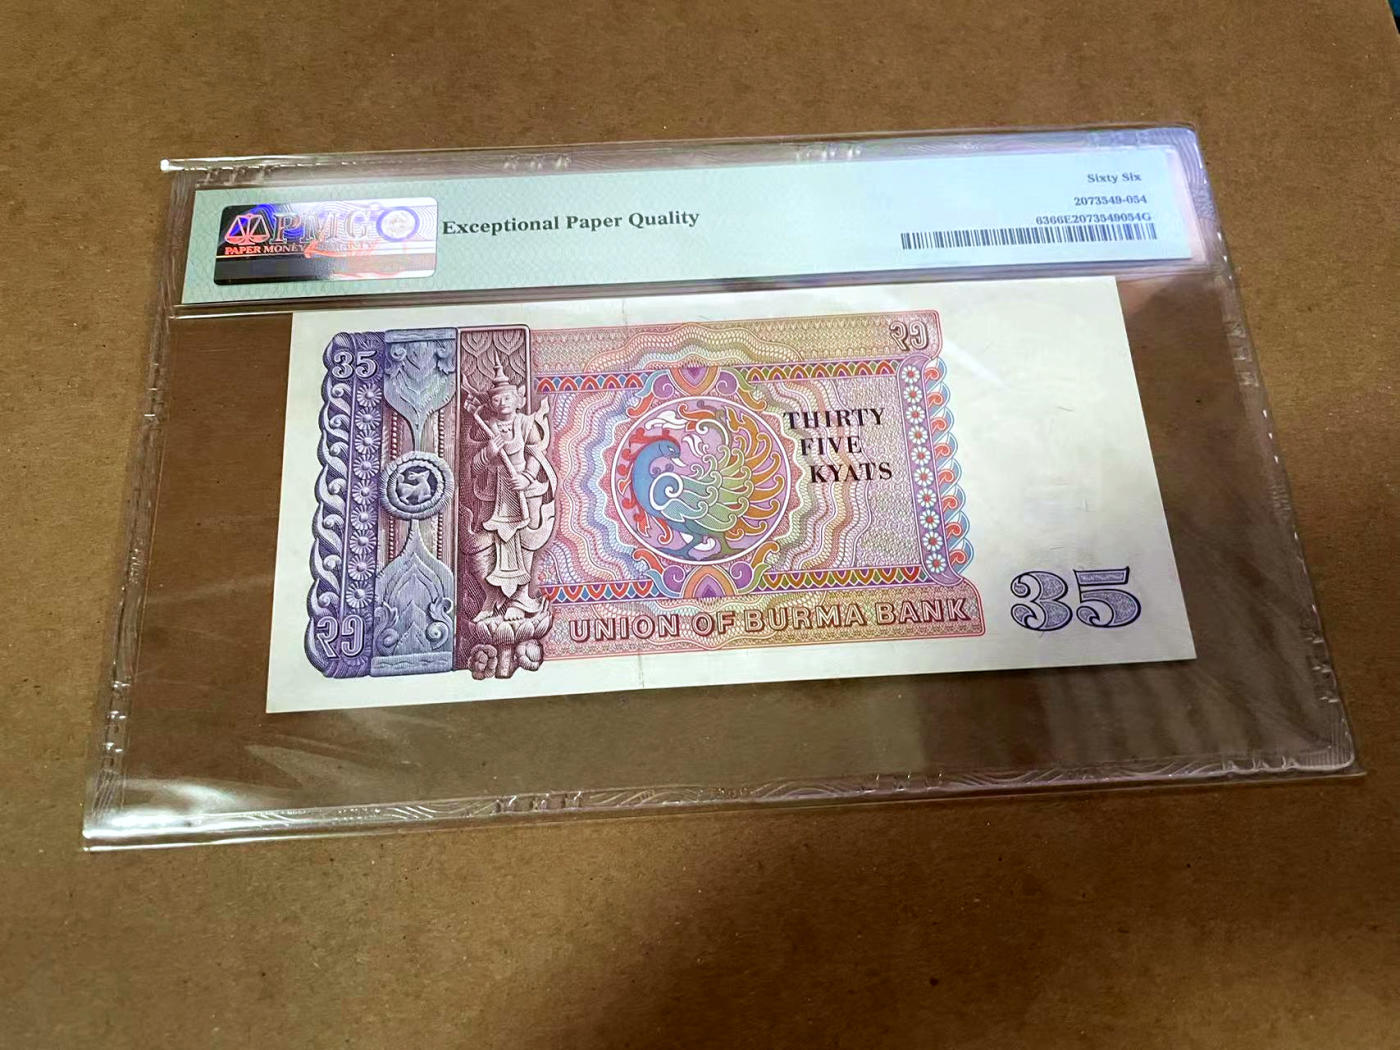 Sixty Six
2073549-054
6366E2073549054G
PMG
PAPER MONEY
Exceptional Paper Quality
35
၃၅
THIRTY
FIVE
KYATS
၃၅
UNION OF BURMA BANK
35